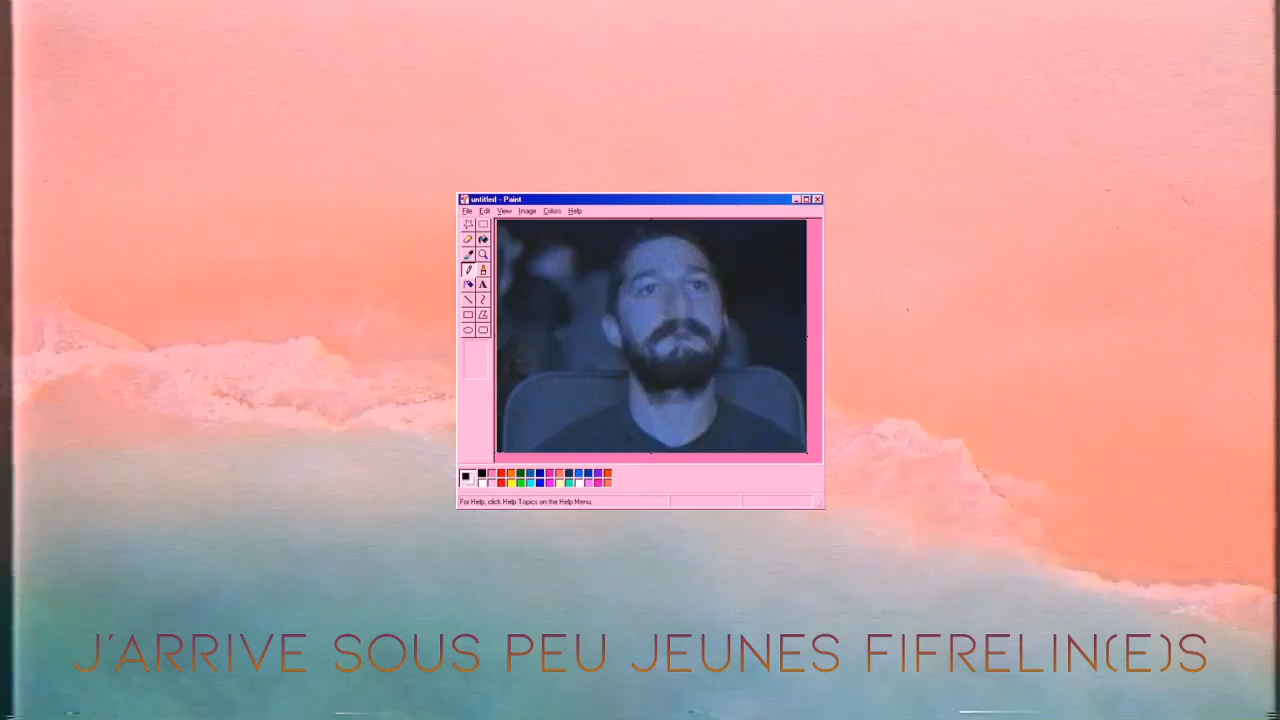 untitled - Paint
File Edit View Image Colors Help
A
For Help, click Help Topics on the Help Menu.
J'ARRIVE SOUS PEU JEUNES FIFRELIN(E)S